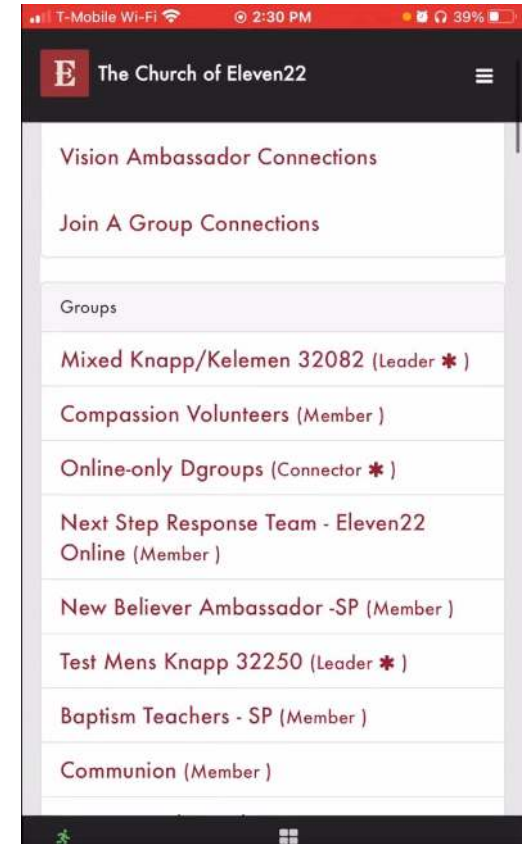 T-Mobile Wi-Fi 2:30 PM 39%
E The Church of Eleven22
Vision Ambassador Connections
Join A Group Connections
Groups
Mixed Knapp/Kelemen 32082 (Leader ✱ )
Compassion Volunteers (Member )
Online-only Dgroups (Connector ✱ )
Next Step Response Team - Eleven22
Online (Member )
New Believer Ambassador -SP (Member )
Test Mens Knapp 32250 (Leader ✱ )
Baptism Teachers - SP (Member )
Communion (Member )